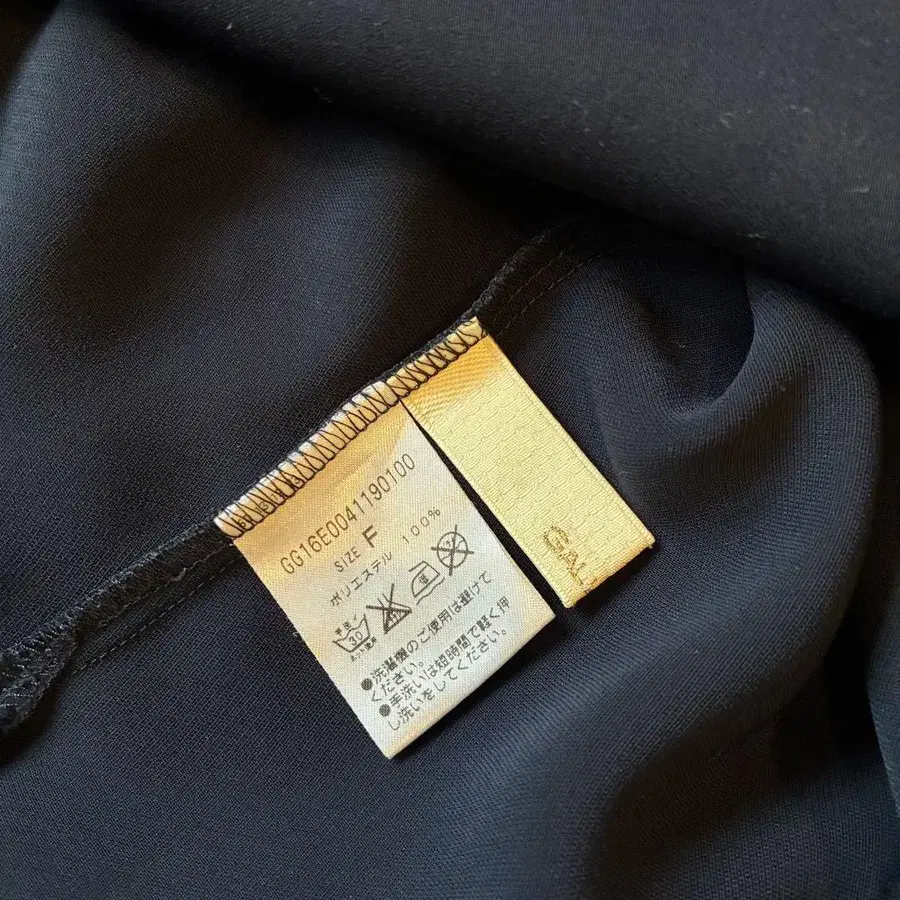 GG16E0041190100
SIZE F
ポリエステル 100%
30
●洗濯機のご使用は避けて
ください。
●手洗いは短時間で軽く押
し洗いをしてください。